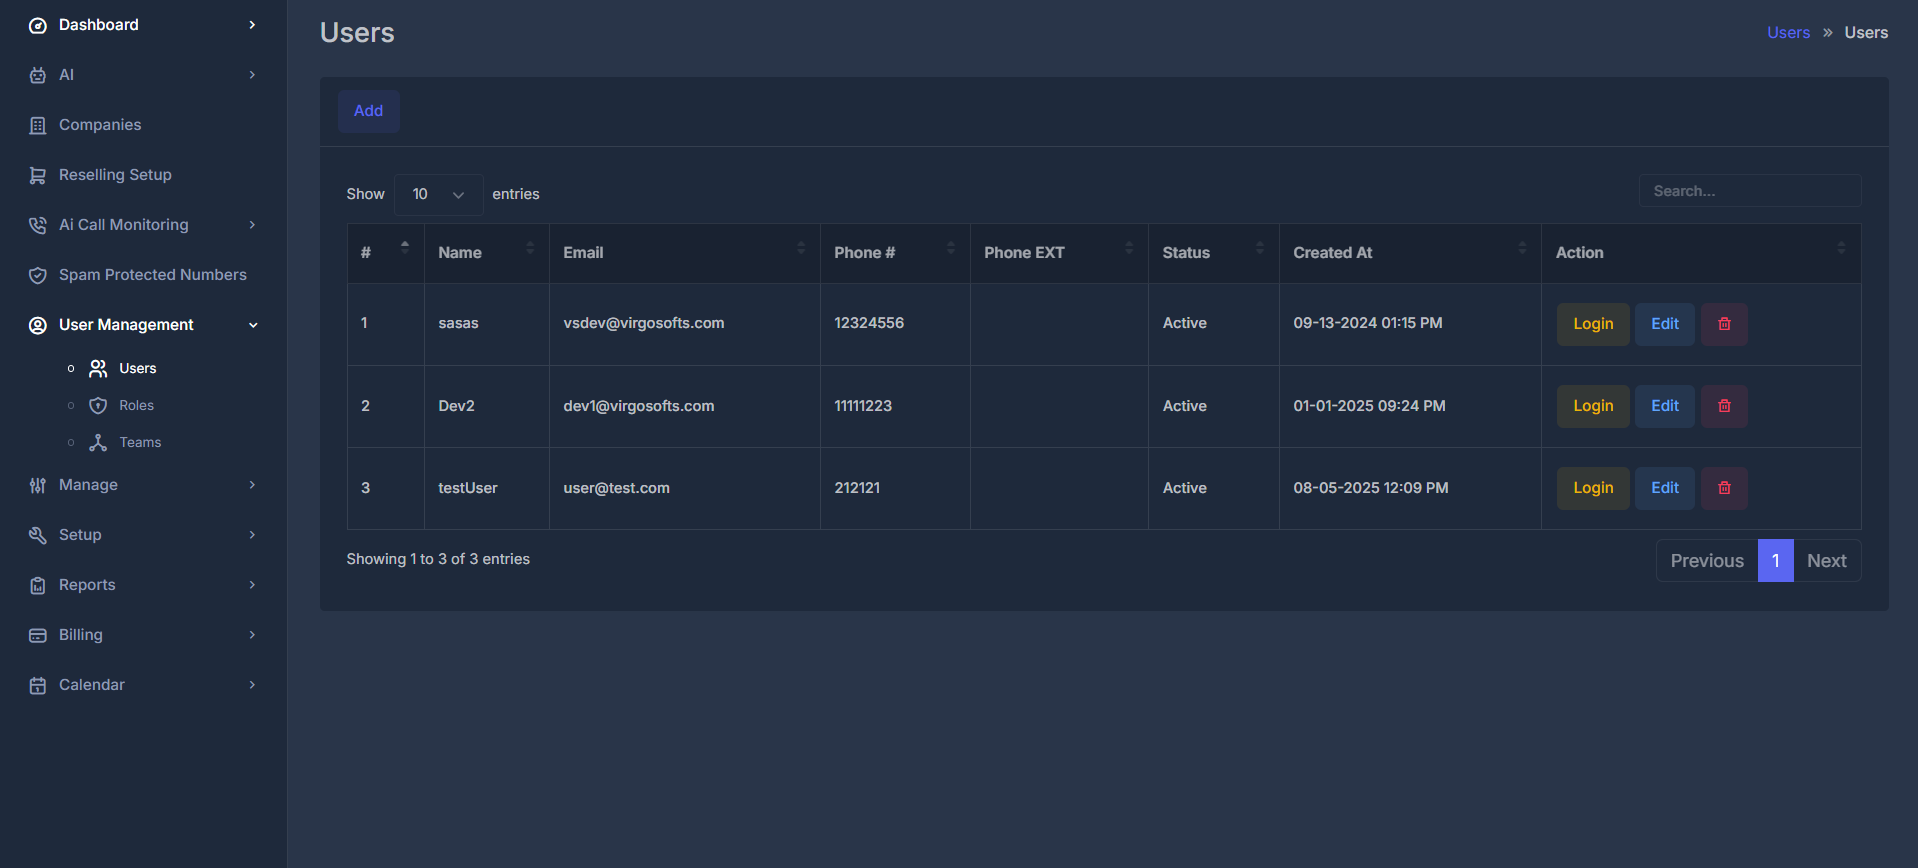 Dashboard
AI
Companies
Reselling Setup
Ai Call Monitoring
Spam Protected Numbers
User Management
Users
Roles
Teams
Manage
Setup
Reports
Billing
Calendar
Users
Users » Users
Add
Show 10 entries
Search...
# Name Email Phone # Phone EXT Status Created At Action
1 sasas vsdev@virgosofts.com 12324556 Active 09-13-2024 01:15 PM Login Edit
2 Dev2 dev1@virgosofts.com 11111223 Active 01-01-2025 09:24 PM Login Edit
3 testUser user@test.com 212121 Active 08-05-2025 12:09 PM Login Edit
Showing 1 to 3 of 3 entries
Previous 1 Next